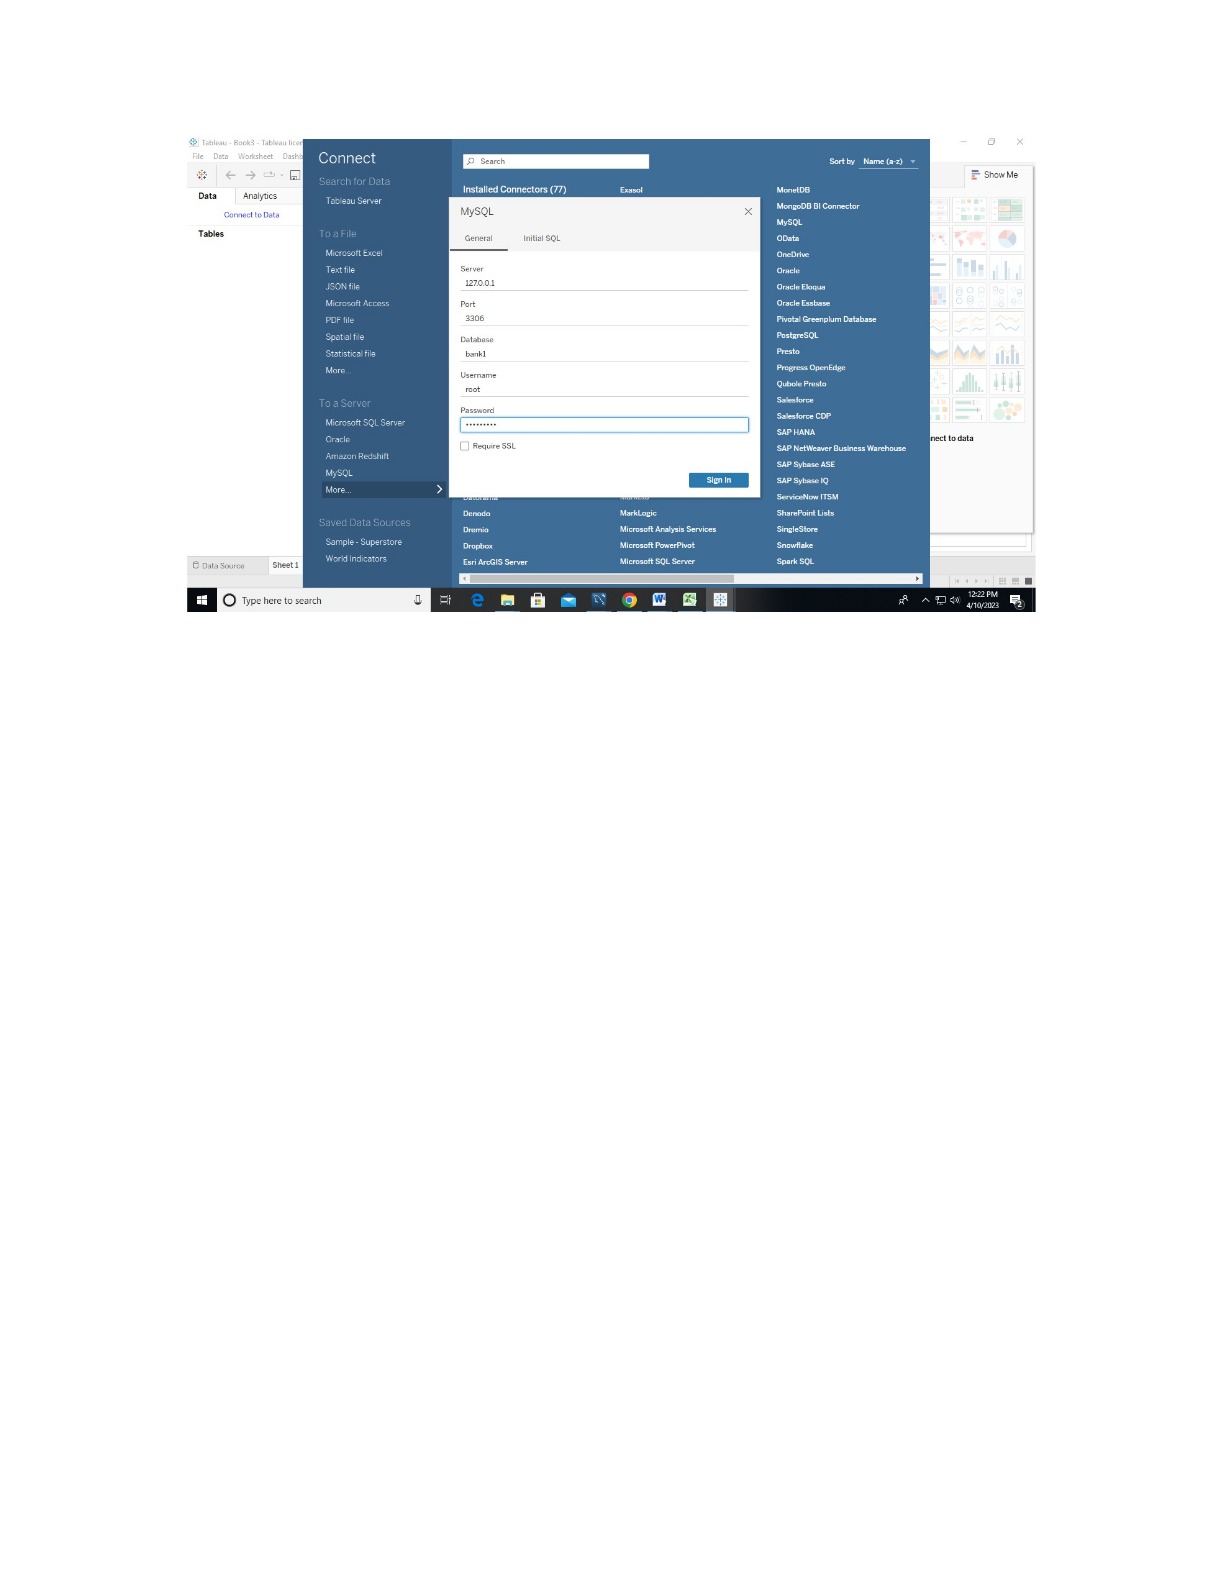 Tableau - Book3 - Tableau licen
File Data Worksheet Dashb
Data Analytics
Connect to Data
Tables
Connect
Search for Data
Tableau Server
To a File
Microsoft Excel
Text file
JSON file
Microsoft Access
PDF file
Spatial file
Statistical file
More...
To a Server
Microsoft SQL Server
Oracle
Amazon Redshift
MySQL
More...
Saved Data Sources
Sample - Superstore
World Indicators
Search
Sort by Name (a-z)
Installed Connectors (77)
MySQL
General Initial SQL
Server
127.0.0.1
Port
3306
Database
bank1
Username
root
Password
•••••••••
Require SSL
Sign In
Denodo
Dremio
Dropbox
Esri ArcGIS Server
Exasol
MarkLogic
Microsoft Analysis Services
Microsoft PowerPivot
Microsoft SQL Server
MonetDB
MongoDB BI Connector
MySQL
OData
OneDrive
Oracle
Oracle Eloqua
Oracle Essbase
Pivotal Greenplum Database
PostgreSQL
Presto
Progress OpenEdge
Qubole Presto
Salesforce
Salesforce CDP
SAP HANA
SAP NetWeaver Business Warehouse
SAP Sybase ASE
SAP Sybase IQ
ServiceNow ITSM
SharePoint Lists
SingleStore
Snowflake
Spark SQL
Show Me
nect to data
Data Source Sheet 1
Type here to search
12:22 PM
4/10/2023
2